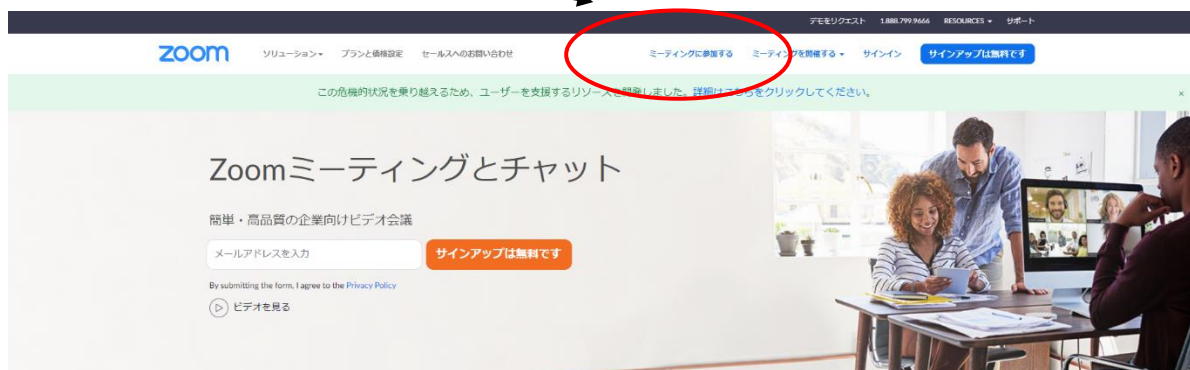 デモをリクエスト 1.888.799.9666 RESOURCES サポート
zoom ソリューション プランと価格設定 セールスへのお問い合わせ ミーティングに参加する ミーティングを開催する サインイン サインアップは無料です
この危機的状況を乗り越えるため、ユーザーを支援するリソースを開発しました。詳細はこちらをクリックしてください。 ×
Zoomミーティングとチャット
簡単・高品質の企業向けビデオ会議
メールアドレスを入力 サインアップは無料です
By submitting the form, I agree to the Privacy Policy
ビデオを見る